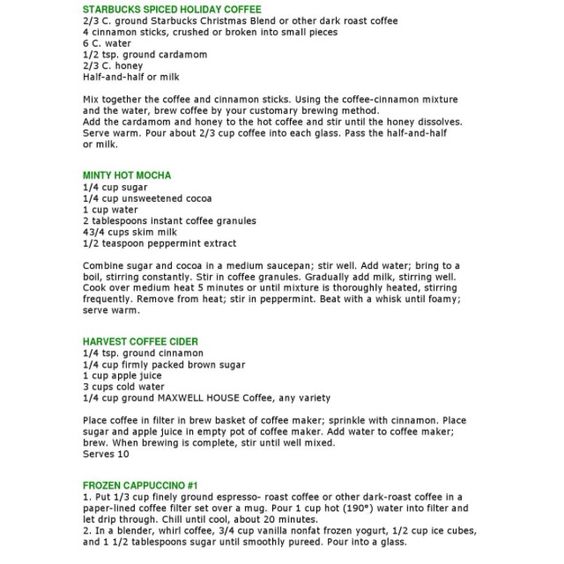 STARBUCKS SPICED HOLIDAY COFFEE
2/3 C. ground Starbucks Christmas Blend or other dark roast coffee
4 cinnamon sticks, crushed or broken into small pieces
6 C. water
1/2 tsp. ground cardamom
2/3 C. honey
Half-and-half or milk
Mix together the coffee and cinnamon sticks. Using the coffee-cinnamon mixture
and the water, brew coffee by your customary brewing method.
Add the cardamom and honey to the hot coffee and stir until the honey dissolves.
Serve warm. Pour about 2/3 cup coffee into each glass. Pass the half-and-half
or milk.
MINTY HOT MOCHA
1/4 cup sugar
1/4 cup unsweetened cocoa
1 cup water
2 tablespoons instant coffee granules
43/4 cups skim milk
1/2 teaspoon peppermint extract
Combine sugar and cocoa in a medium saucepan; stir well. Add water; bring to a
boil, stirring constantly. Stir in coffee granules. Gradually add milk, stirring well.
Cook over medium heat 5 minutes or until mixture is thoroughly heated, stirring
frequently. Remove from heat; stir in peppermint. Beat with a whisk until foamy;
serve warm.
HARVEST COFFEE CIDER
1/4 tsp. ground cinnamon
1/4 cup firmly packed brown sugar
1 cup apple juice
3 cups cold water
1/4 cup ground MAXWELL HOUSE Coffee, any variety
Place coffee in filter in brew basket of coffee maker; sprinkle with cinnamon. Place
sugar and apple juice in empty pot of coffee maker. Add water to coffee maker;
brew. When brewing is complete, stir until well mixed.
Serves 10
FROZEN CAPPUCCINO #1
1. Put 1/3 cup finely ground espresso- roast coffee or other dark-roast coffee in a
paper-lined coffee filter set over a mug. Pour 1 cup hot (190°) water into filter and
let drip through. Chill until cool, about 20 minutes.
2. In a blender, whirl coffee, 3/4 cup vanilla nonfat frozen yogurt, 1/2 cup ice cubes,
and 1 1/2 tablespoons sugar until smoothly pureed. Pour into a glass.